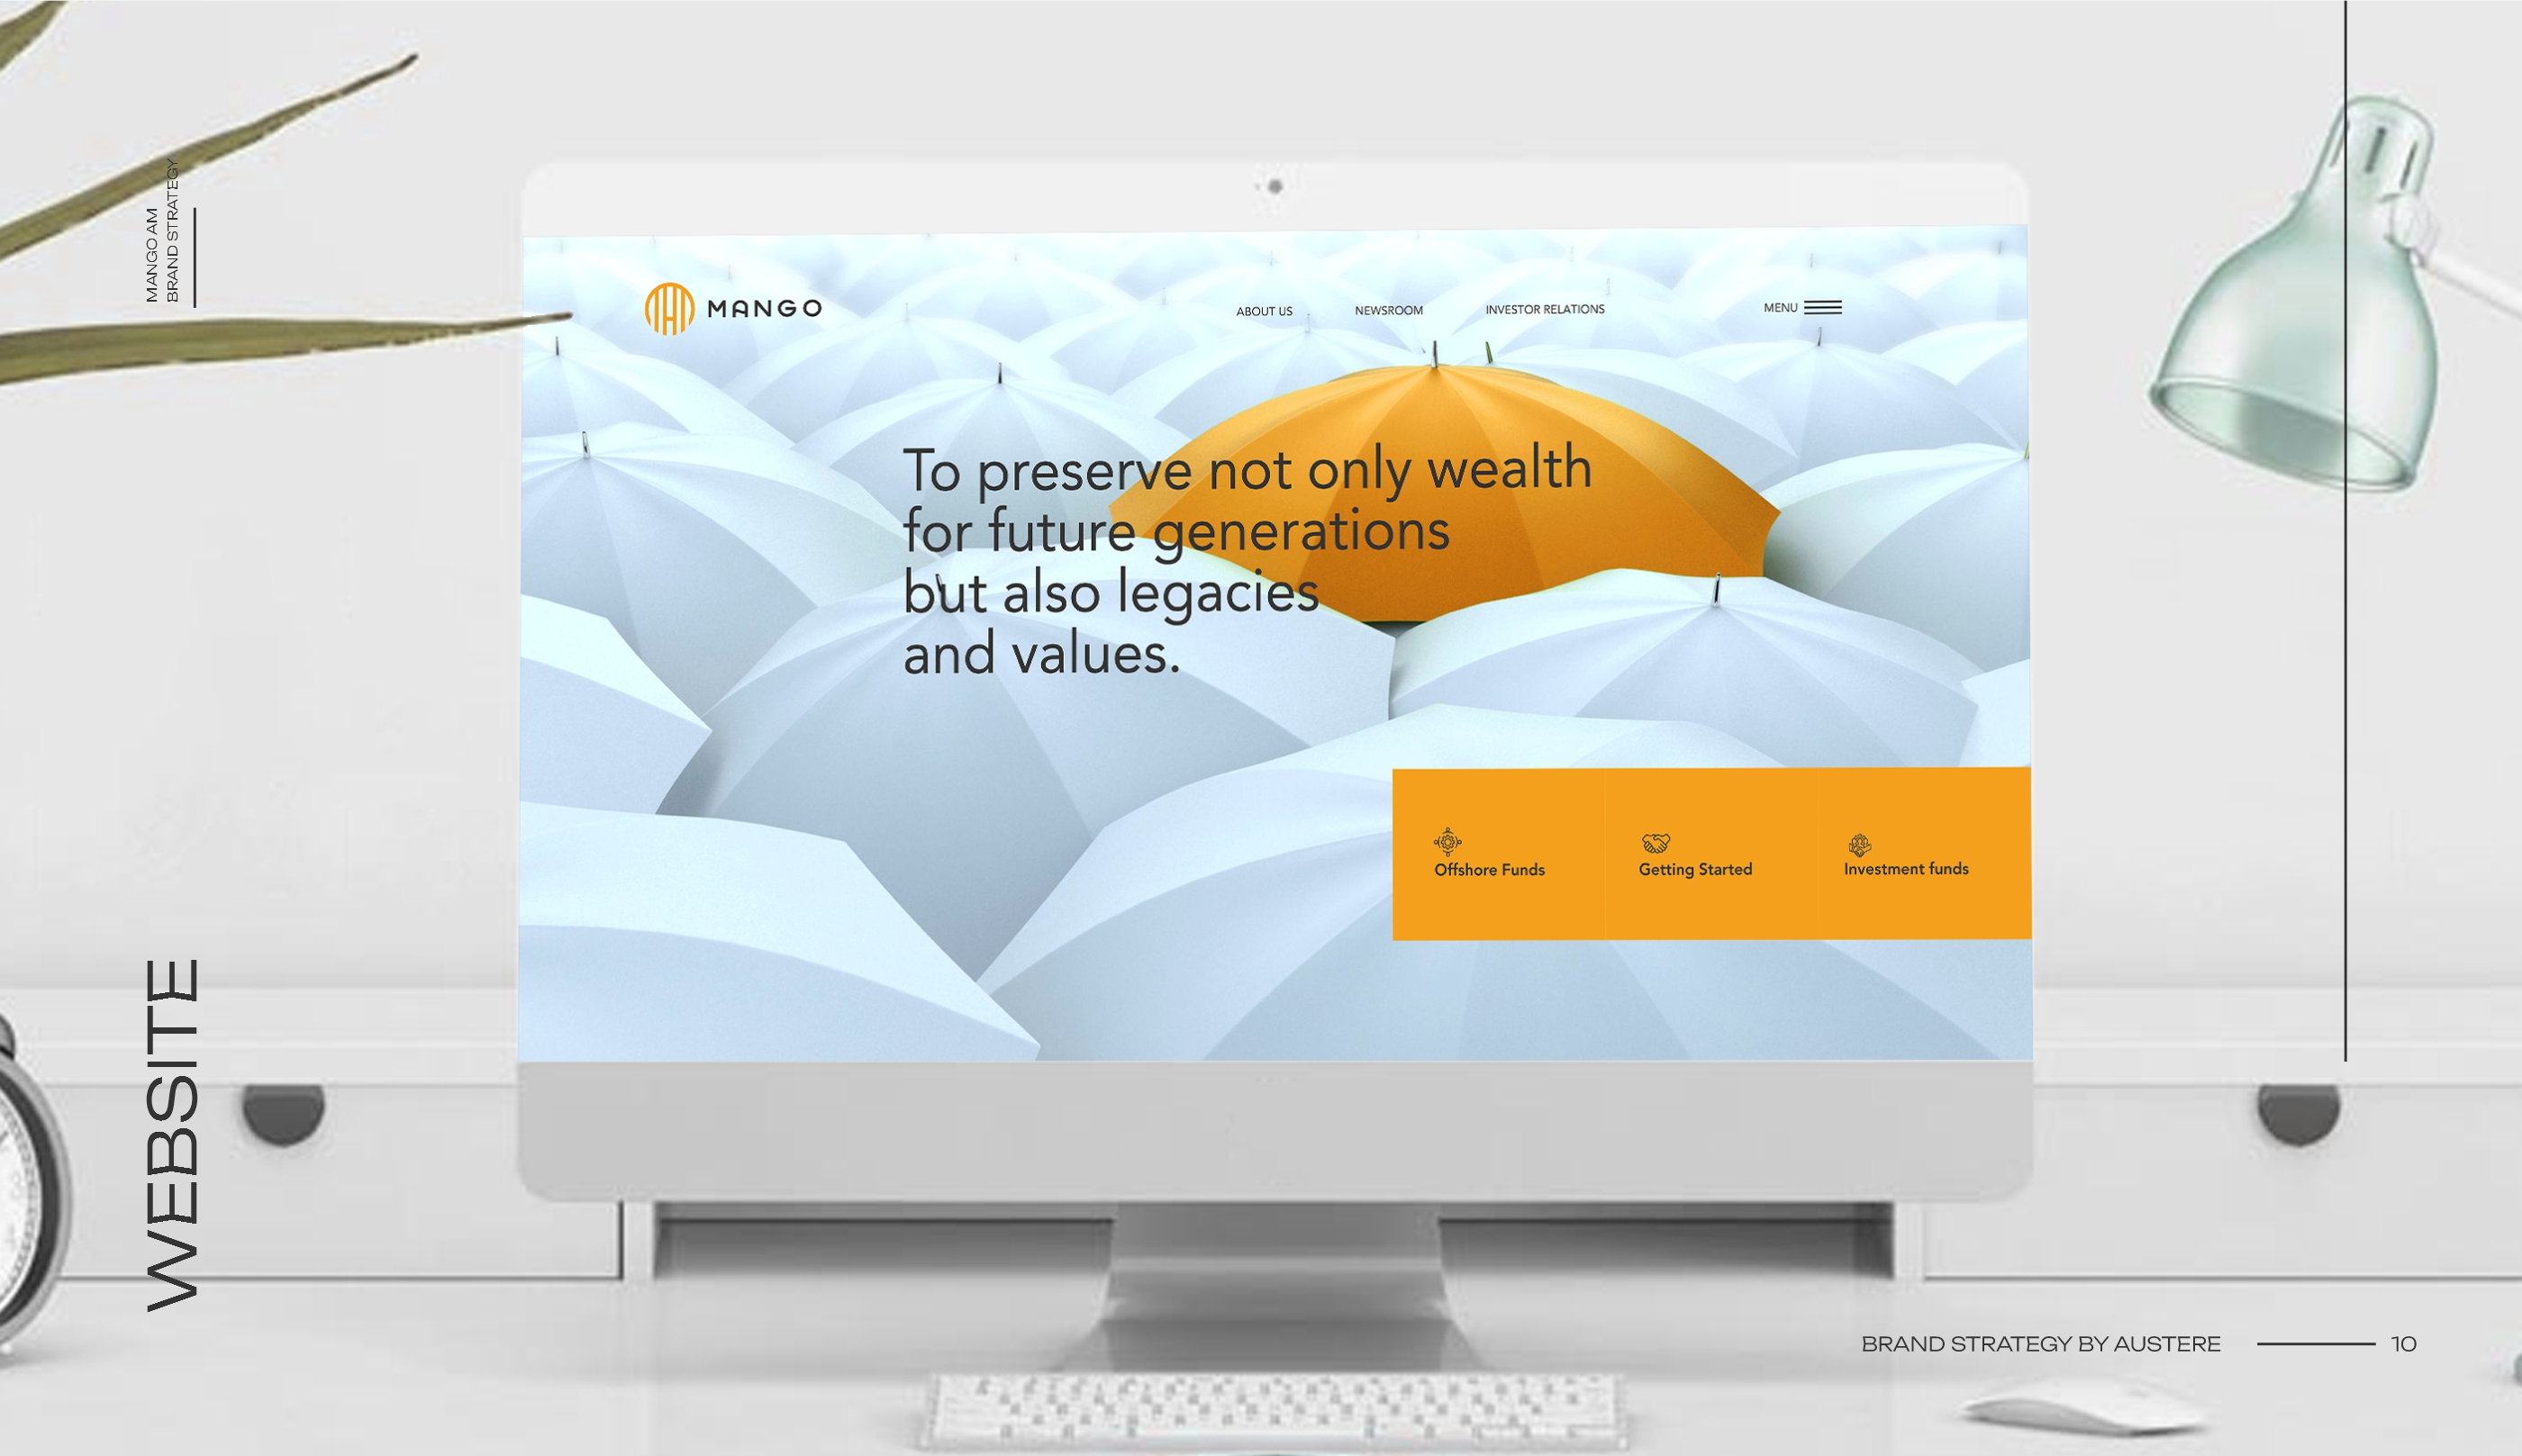 MANGO AM
BRAND STRATEGY
MANGO
ABOUT US
NEWSROOM
INVESTOR RELATIONS
MENU
To preserve not only wealth
for future generations
but also legacies
and values.
Offshore Funds
Getting Started
Investment funds
WEBSITE
BRAND STRATEGY BY AUSTERE
10